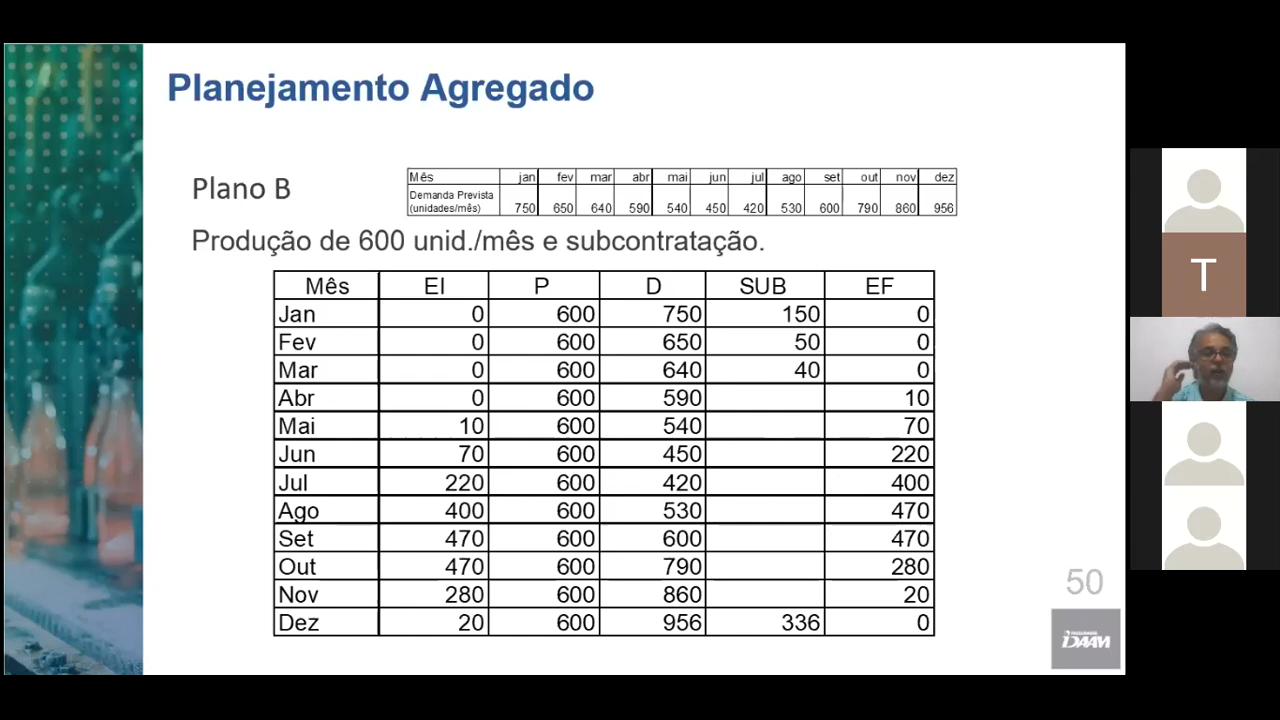 Planejamento Agregado
Plano B
Mês jan fev mar abr mai jun jul ago set out nov dez
Demanda Prevista
(unidades/mês) 750 650 640 590 540 450 420 530 600 790 860 956
Produção de 600 unid./mês e subcontratação.
Mês EI P D SUB EF
Jan 0 600 750 150 0
Fev 0 600 650 50 0
Mar 0 600 640 40 0
Abr 0 600 590 10
Mai 10 600 540 70
Jun 70 600 450 220
Jul 220 600 420 400
Ago 400 600 530 470
Set 470 600 600 470
Out 470 600 790 280
Nov 280 600 860 20
Dez 20 600 956 336 0
50
T